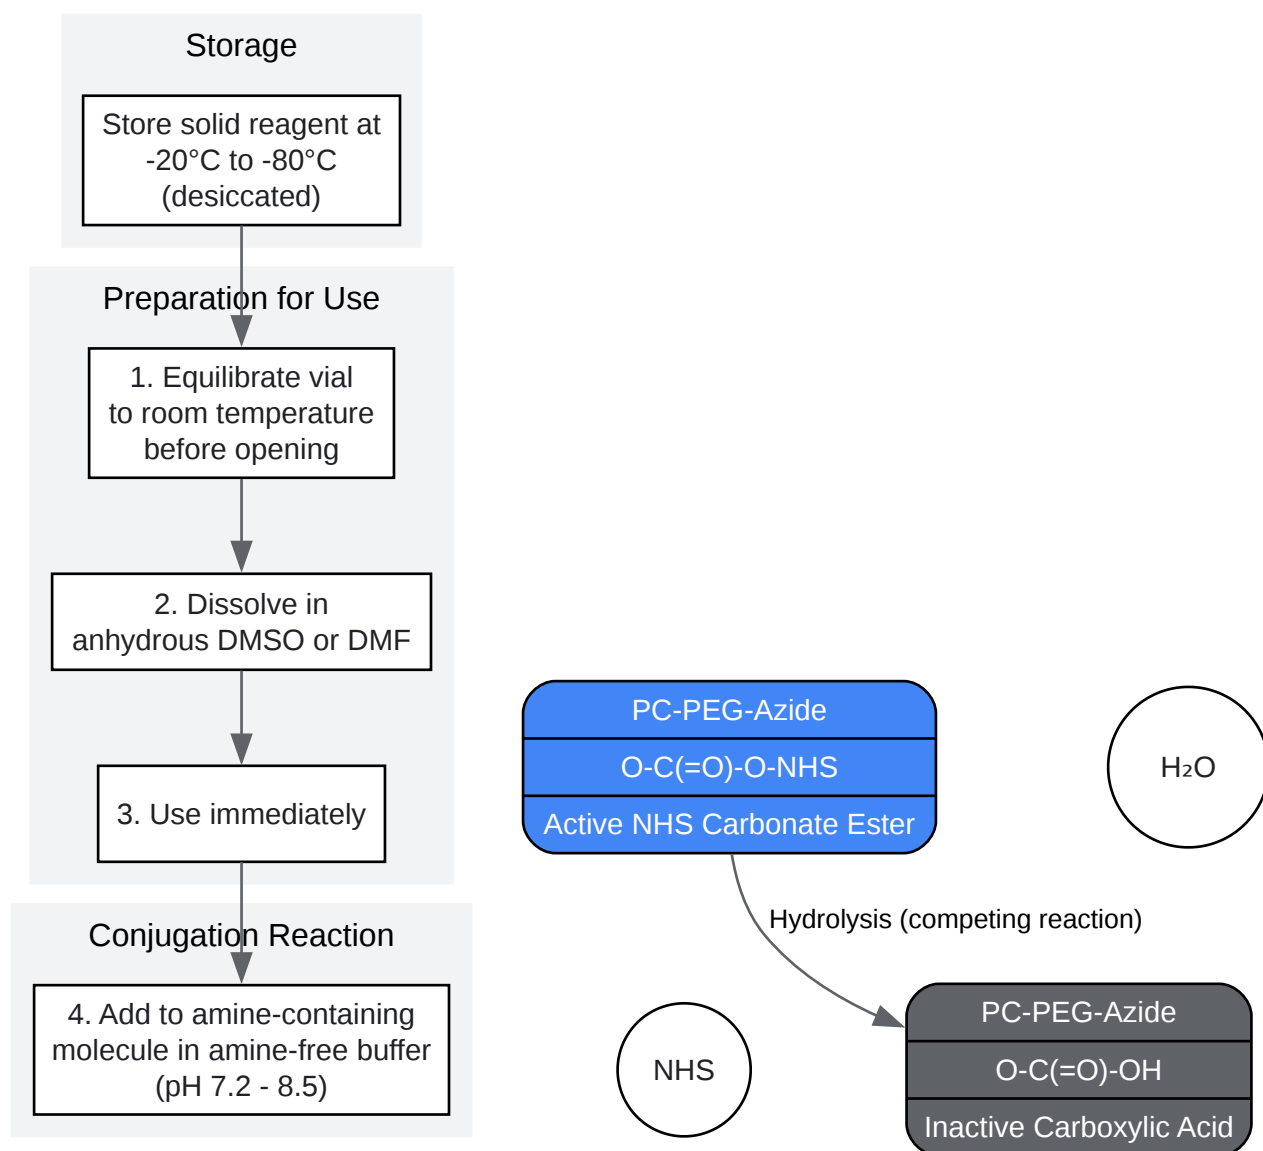 Storage
Store solid reagent at
-20°C to -80°C
(desiccated)
Preparation for Use
1. Equilibrate vial
to room temperature
before opening
2. Dissolve in
anhydrous DMSO or DMF
3. Use immediately
Conjugation Reaction
4. Add to amine-containing
molecule in amine-free buffer
(pH 7.2 - 8.5)
PC-PEG-Azide
O-C(=O)-O-NHS
Active NHS Carbonate Ester
H₂O
Hydrolysis (competing reaction)
NHS
PC-PEG-Azide
O-C(=O)-OH
Inactive Carboxylic Acid